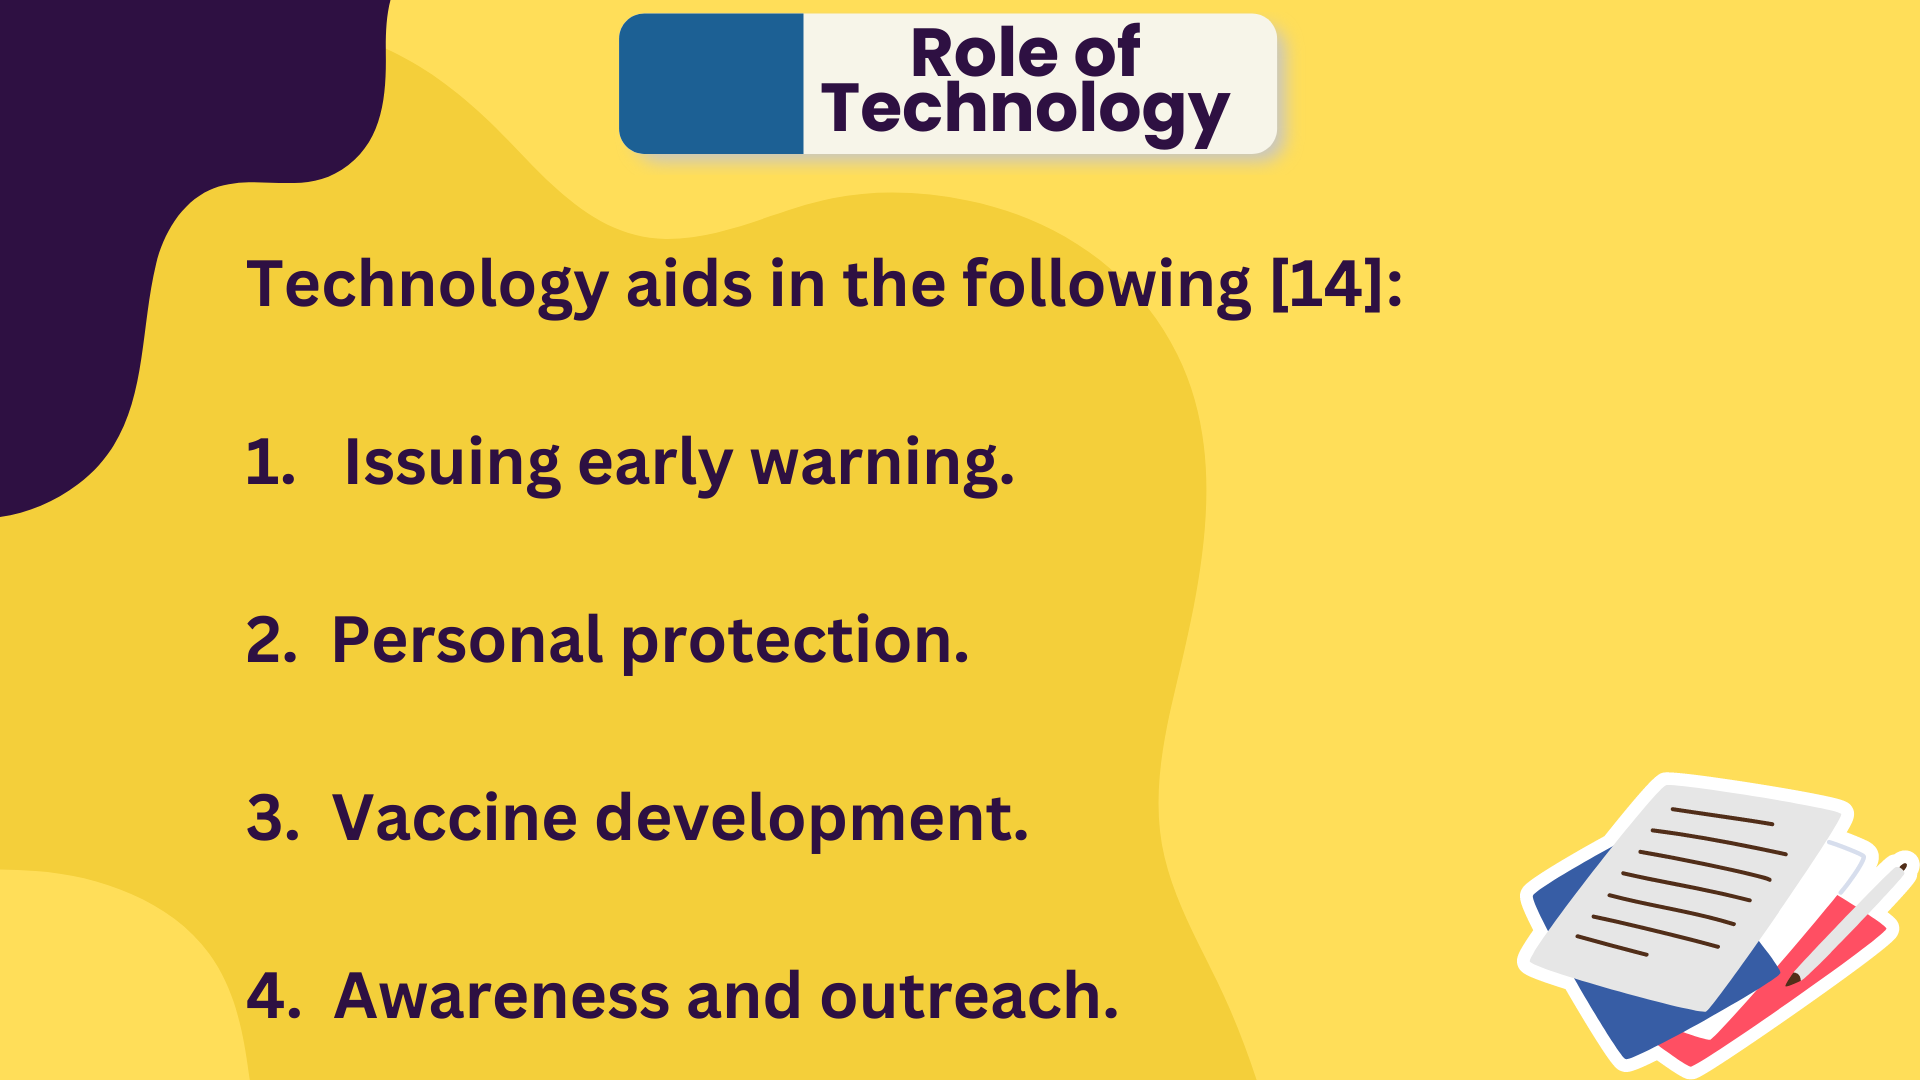 Role of
Technology
Technology aids in the following [14]:
1. Issuing early warning.
2. Personal protection.
3. Vaccine development.
4. Awareness and outreach.